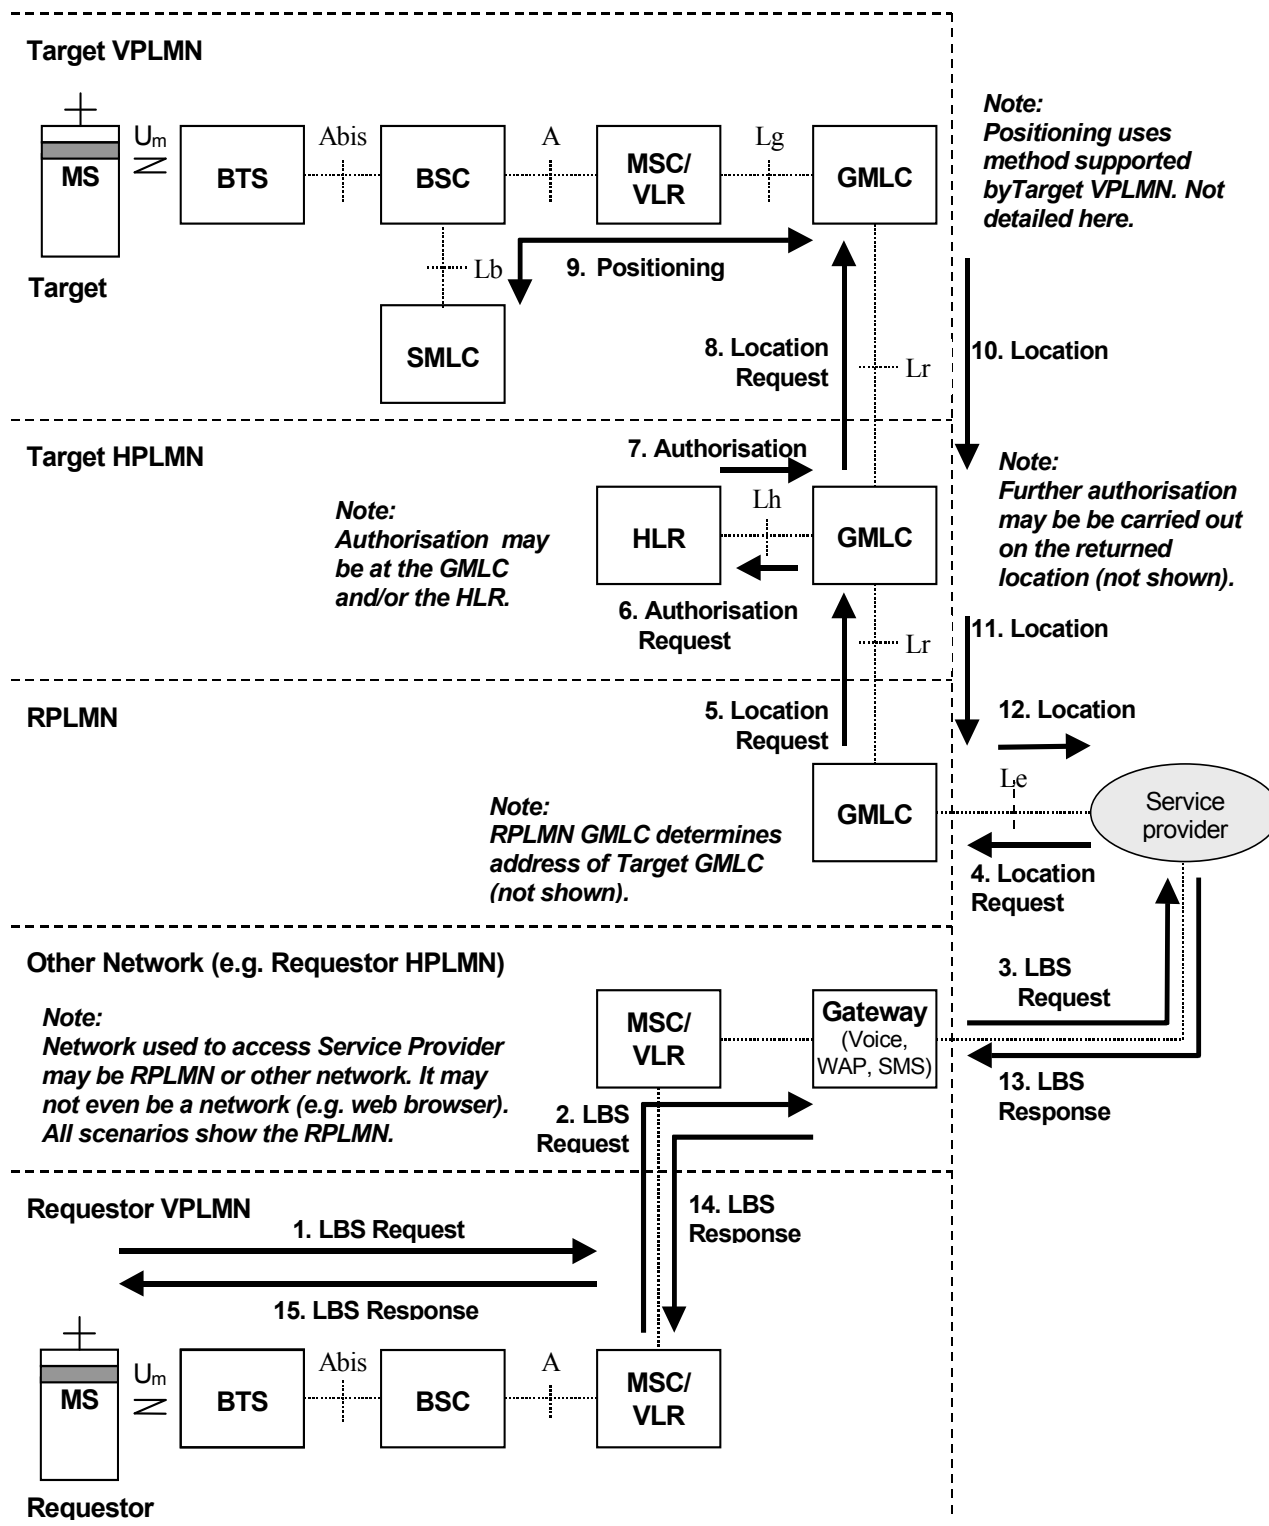 Target VPLMN
Note:
Positioning uses
method supported
byTarget VPLMN. Not
detailed here.
Um
Abis
A
Lg
MS
BTS
BSC
MSC/
VLR
GMLC
Target
Lb
9. Positioning
SMLC
8. Location
Request
Lr
10. Location
Target HPLMN
7. Authorisation
Note:
Further authorisation
may be be carried out
on the returned
location (not shown).
Note:
Authorisation may
be at the GMLC
and/or the HLR.
Lh
HLR
GMLC
6. Authorisation
Request
Lr
11. Location
RPLMN
5. Location
Request
12. Location
Le
Note:
RPLMN GMLC determines
address of Target GMLC
(not shown).
GMLC
Service
provider
4. Location
Request
Other Network (e.g. Requestor HPLMN)
3. LBS
Request
Note:
Network used to access Service Provider
may be RPLMN or other network. It may
not even be a network (e.g. web browser).
All scenarios show the RPLMN.
MSC/
VLR
Gateway
(Voice,
WAP, SMS)
13. LBS
Response
2. LBS
Request
Requestor VPLMN
14. LBS
Response
1. LBS Request
15. LBS Response
Um
Abis
A
MS
BTS
BSC
MSC/
VLR
Requestor